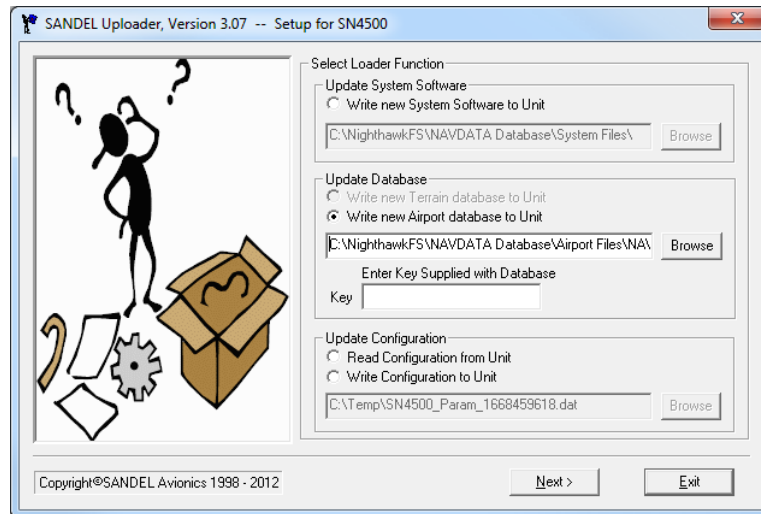 SANDEL Uploader, Version 3.07 -- Setup for SN4500
Select Loader Function
Update System Software
Write new System Software to Unit
C:\NighthawkFS\NAVDATA Database\System Files\
Browse
Update Database
Write new Terrain database to Unit
Write new Airport database to Unit
C:\NighthawkFS\NAVDATA Database\Airport Files\NA\
Browse
Enter Key Supplied with Database
Key
Update Configuration
Read Configuration from Unit
Write Configuration to Unit
C:\Temp\SN4500_Param_1668459618.dat
Browse
Copyright©SANDEL Avionics 1998 - 2012
Next >
Exit